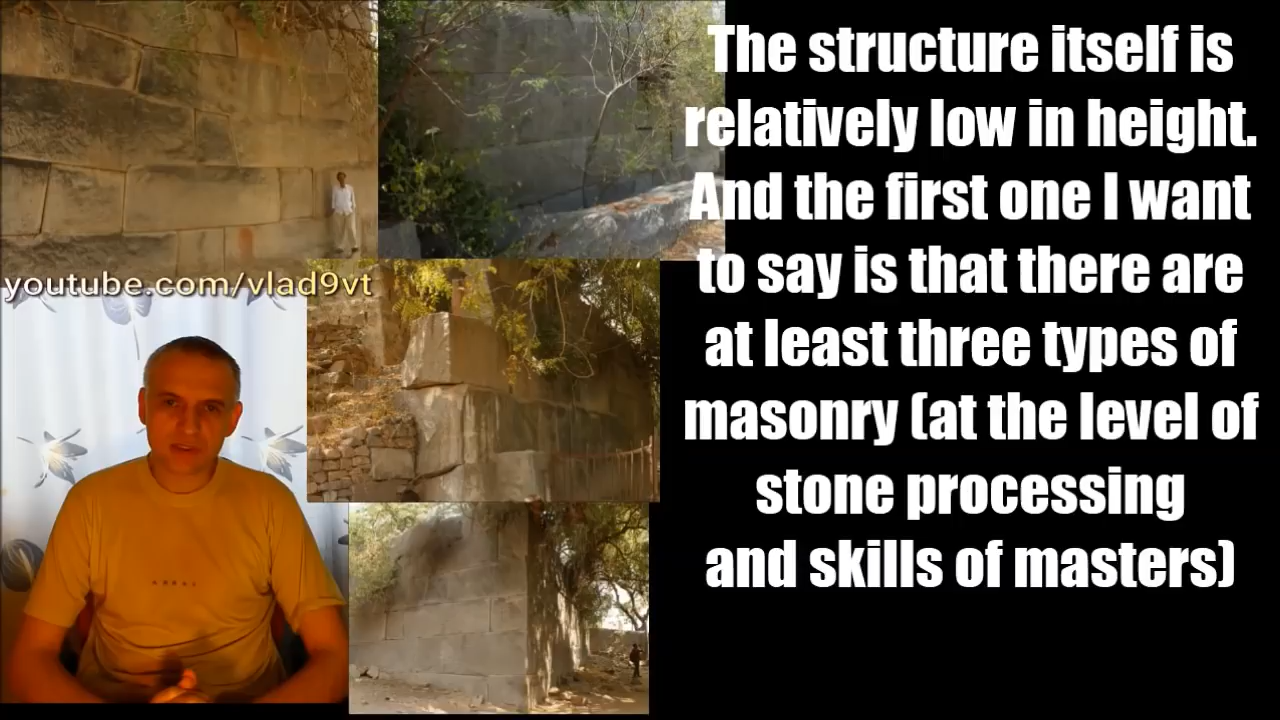 The structure itself is
relatively low in height.
And the first one I want
to say is that there are
at least three types of
masonry (at the level of
stone processing
and skills of masters)
youtube.com/vlad9vt